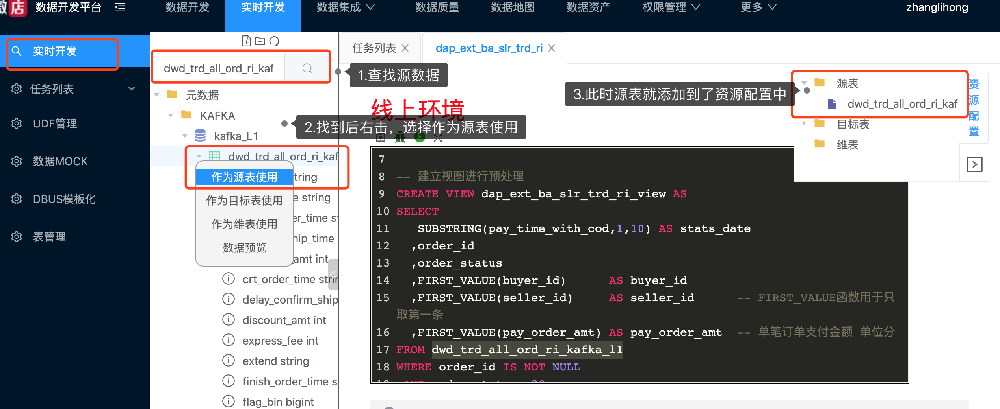 微店 数据开发平台 数据开发 实时开发 数据集成 数据质量 数据地图 数据资产 权限管理 更多 zhanglihong
实时开发
任务列表
UDF管理
数据MOCK
DBUS模板化
表管理
dwd_trd_all_ord_ri_kaf
元数据
KAFKA
kafka_L1
dwd_trd_all_ord_ri_kaf
作为源表使用
tring
作为目标表使用
e string
er_time st
作为维表使用
hip_time
数据预览
amt int
crt_order_time strin
delay_confirm_ship
discount_amt int
express_fee int
extend string
finish_order_time st
flag_bin bigint
任务列表
dap_ext_ba_slr_trd_ri
1.查找源数据
线上环境
2.找到后右击，选择作为源表使用
3.此时源表就添加到了资源配置中
源表
dwd_trd_all_ord_ri_kafl
目标表
维表
资源配置
7
8 -- 建立视图进行预处理
9 CREATE VIEW dap_ext_ba_slr_trd_ri_view AS
10 SELECT
11 SUBSTRING(pay_time_with_cod,1,10) AS stats_date
12 ,order_id
13 ,order_status
14 ,FIRST_VALUE(buyer_id) AS buyer_id
15 ,FIRST_VALUE(seller_id) AS seller_id -- FIRST_VALUE函数用于只
取第一条
16 ,FIRST_VALUE(pay_order_amt) AS pay_order_amt -- 单笔订单支付金额 单位分
17 FROM dwd_trd_all_ord_ri_kafka_l1
18 WHERE order_id IS NOT NULL